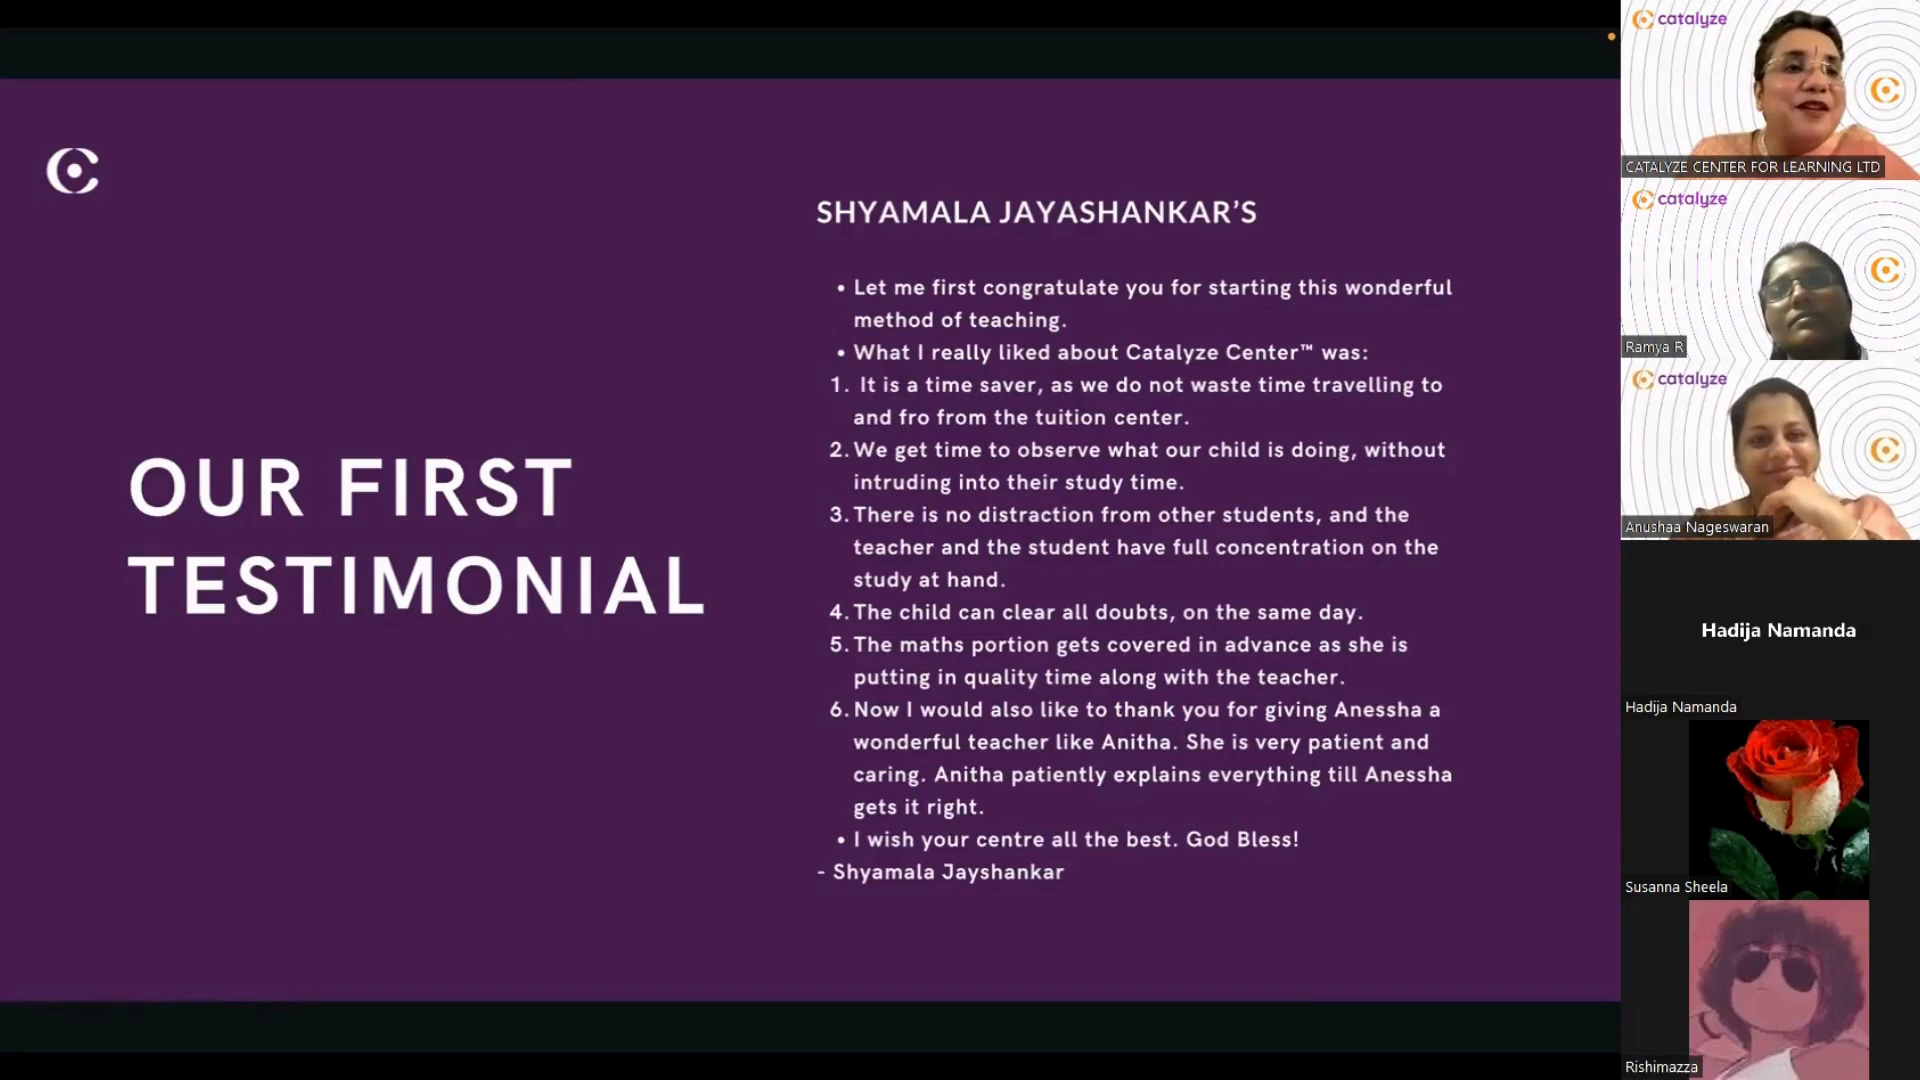 OUR FIRST
TESTIMONIAL
SHYAMALA JAYASHANKAR'S
• Let me first congratulate you for starting this wonderful
method of teaching.
• What I really liked about Catalyze Center™ was:
1. It is a time saver, as we do not waste time travelling to
and fro from the tuition center.
2. We get time to observe what our child is doing, without
intruding into their study time.
3. There is no distraction from other students, and the
teacher and the student have full concentration on the
study at hand.
4. The child can clear all doubts, on the same day.
5. The maths portion gets covered in advance as she is
putting in quality time along with the teacher.
6. Now I would also like to thank you for giving Anessha a
wonderful teacher like Anitha. She is very patient and
caring. Anitha patiently explains everything till Anessha
gets it right.
• I wish your centre all the best. God Bless!
- Shyamala Jayshankar
catalyze
CATALYZE CENTER FOR LEARNING LTD
catalyze
Ramya R
catalyze
Anushaa Nageswaran
Hadija Namanda
Hadija Namanda
Susanna Sheela
Rishimazza